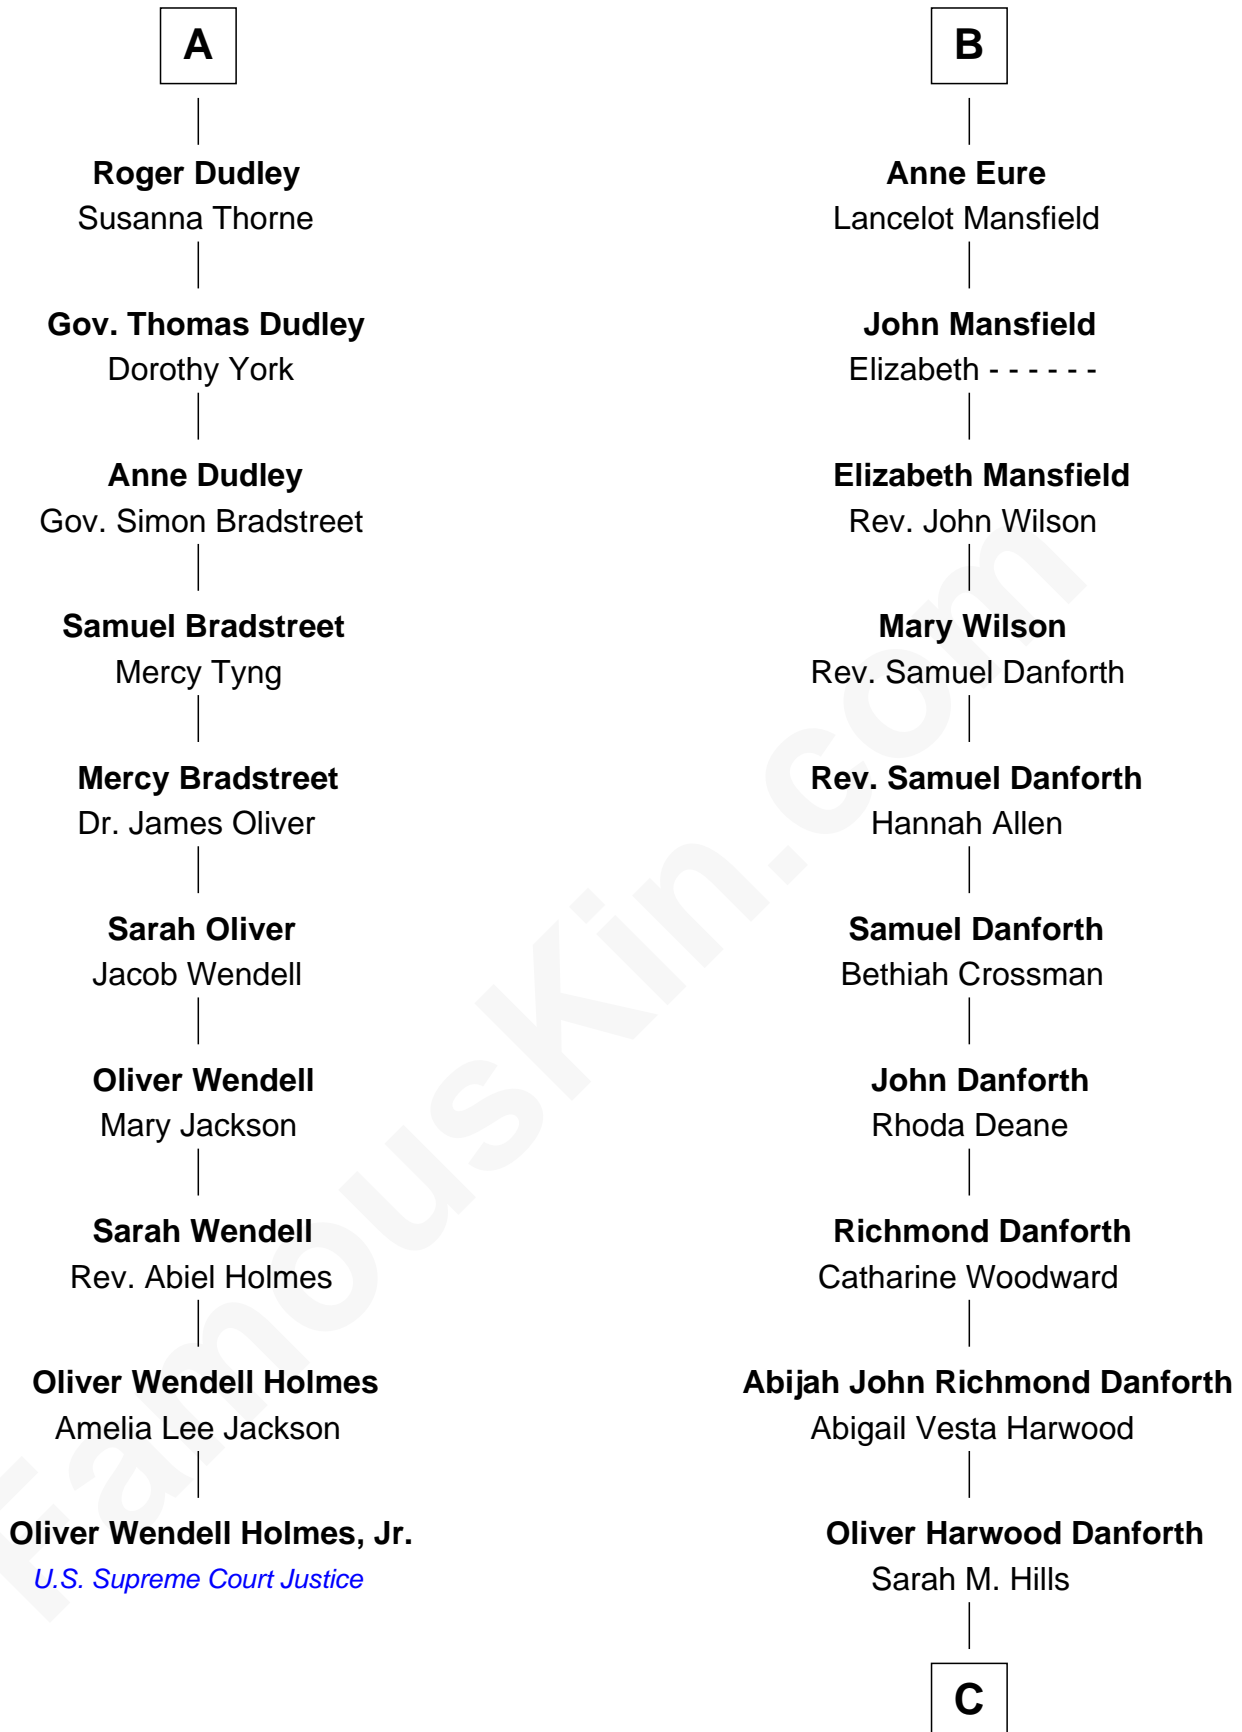 A
Roger Dudley
Susanna Thorne
Gov. Thomas Dudley
Dorothy York
Anne Dudley
Gov. Simon Bradstreet
Samuel Bradstreet
Mercy Tyng
Mercy Bradstreet
Dr. James Oliver
Sarah Oliver
Jacob Wendell
Oliver Wendell
Mary Jackson
Sarah Wendell
Rev. Abiel Holmes
Oliver Wendell Holmes
Amelia Lee Jackson
Oliver Wendell Holmes, Jr.
U.S. Supreme Court Justice
B
Anne Eure
Lancelot Mansfield
John Mansfield
Elizabeth - - - - - -
Elizabeth Mansfield
Rev. John Wilson
Mary Wilson
Rev. Samuel Danforth
Rev. Samuel Danforth
Hannah Allen
Samuel Danforth
Bethiah Crossman
John Danforth
Rhoda Deane
Richmond Danforth
Catharine Woodward
Abijah John Richmond Danforth
Abigail Vesta Harwood
Oliver Harwood Danforth
Sarah M. Hills
C
FamousKin.com